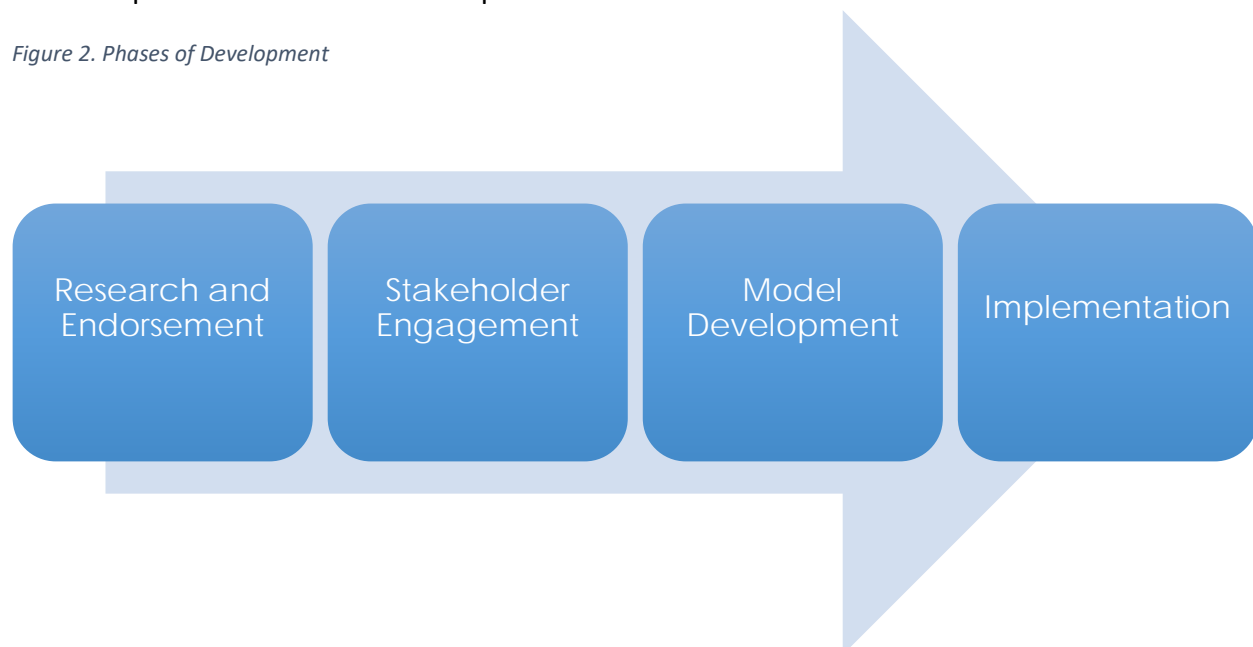 Figure 2. Phases of Development
Research and
Endorsement
Stakeholder
Engagement
Model
Development
Implementation